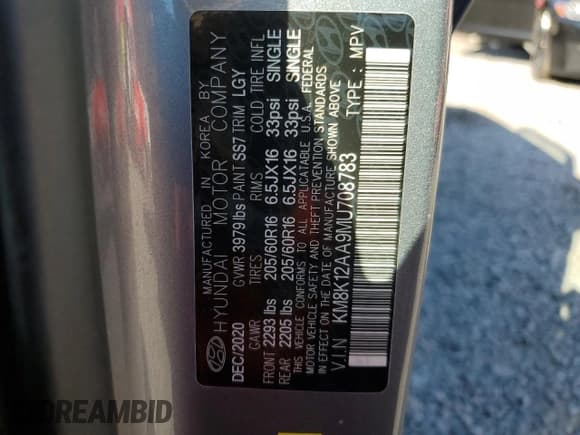 MANUFACTURED IN KOREA BY
HYUNDAI MOTOR COMPANY
DEC/2020 GVWR 3979 lbs PAINT SS7 TRIM LGY
GAWR TIRES RIMS COLD TIRE INFL
FRONT 2293 lbs 205/60R16 6.5JX16 33psi SINGLE
REAR 2205 lbs 205/60R16 6.5JX16 33psi SINGLE
THIS VEHICLE CONFORMS TO ALL APPLICABLE U.S.A. FEDERAL
MOTOR VEHICLE SAFETY AND THEFT PREVENTION STANDARDS
IN EFFECT ON THE DATE OF MANUFACTURE SHOWN ABOVE
V.I.N KM8K12AA9MU708783 TYPE : MPV
DREAMBID